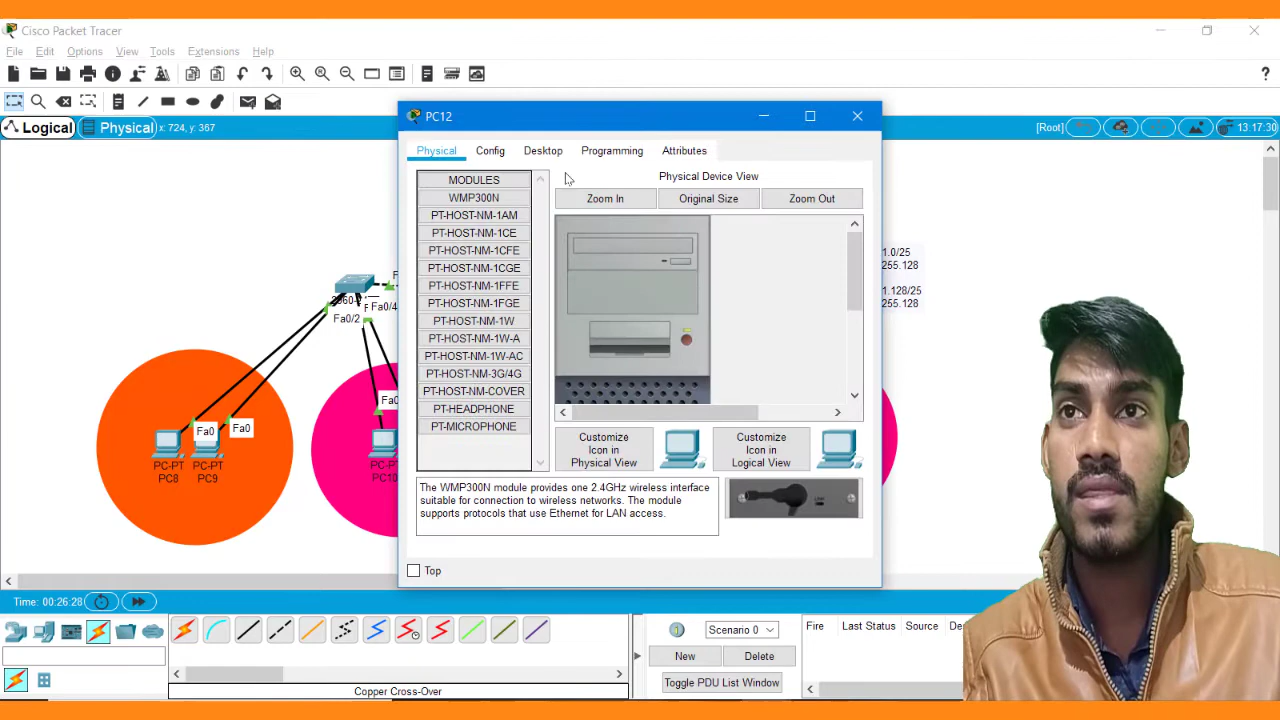 Cisco Packet Tracer
File Edit Options View Tools Extensions Help
?
Logical Physical x: 724, y: 367 [Root] 13:17:30
PC12
Physical Config Desktop Programming Attributes
MODULES
WMP300N
PT-HOST-NM-1AM
PT-HOST-NM-1CE
PT-HOST-NM-1CFE
PT-HOST-NM-1CGE
PT-HOST-NM-1FFE
PT-HOST-NM-1FGE
PT-HOST-NM-1W
PT-HOST-NM-1W-A
PT-HOST-NM-1W-AC
PT-HOST-NM-3G/4G
PT-HOST-NM-COVER
PT-HEADPHONE
PT-MICROPHONE
Physical Device View
Zoom In Original Size Zoom Out
Customize
Icon in
Physical View
Customize
Icon in
Logical View
The WMP300N module provides one 2.4GHz wireless interface
suitable for connection to wireless networks. The module
supports protocols that use Ethernet for LAN access.
Top
1.0/25
255.128
1.128/25
255.128
Fa0/4
Fa0/2
Fa0
Fa0
Fa0
PC-PT
PC8
PC-PT
PC9
PC-PT
PC10
Time: 00:26:28
Scenario 0
New Delete
Toggle PDU List Window
Fire Last Status Source
Copper Cross-Over